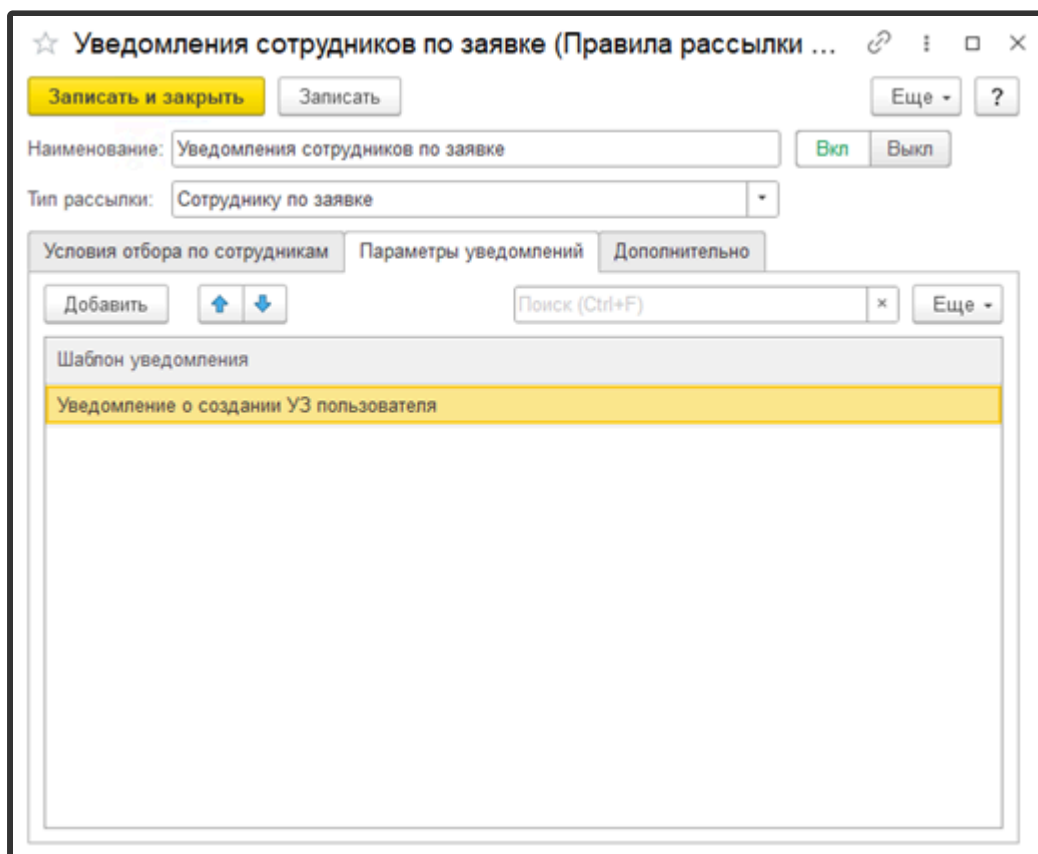 Уведомления сотрудников по заявке (Правила рассылки ...
Записать и закрыть Записать Еще ?
Наименование: Уведомления сотрудников по заявке Вкл Выкл
Тип рассылки: Сотруднику по заявке
Условия отбора по сотрудникам Параметры уведомлений Дополнительно
Добавить Поиск (Ctrl+F) × Еще
Шаблон уведомления
Уведомление о создании УЗ пользователя